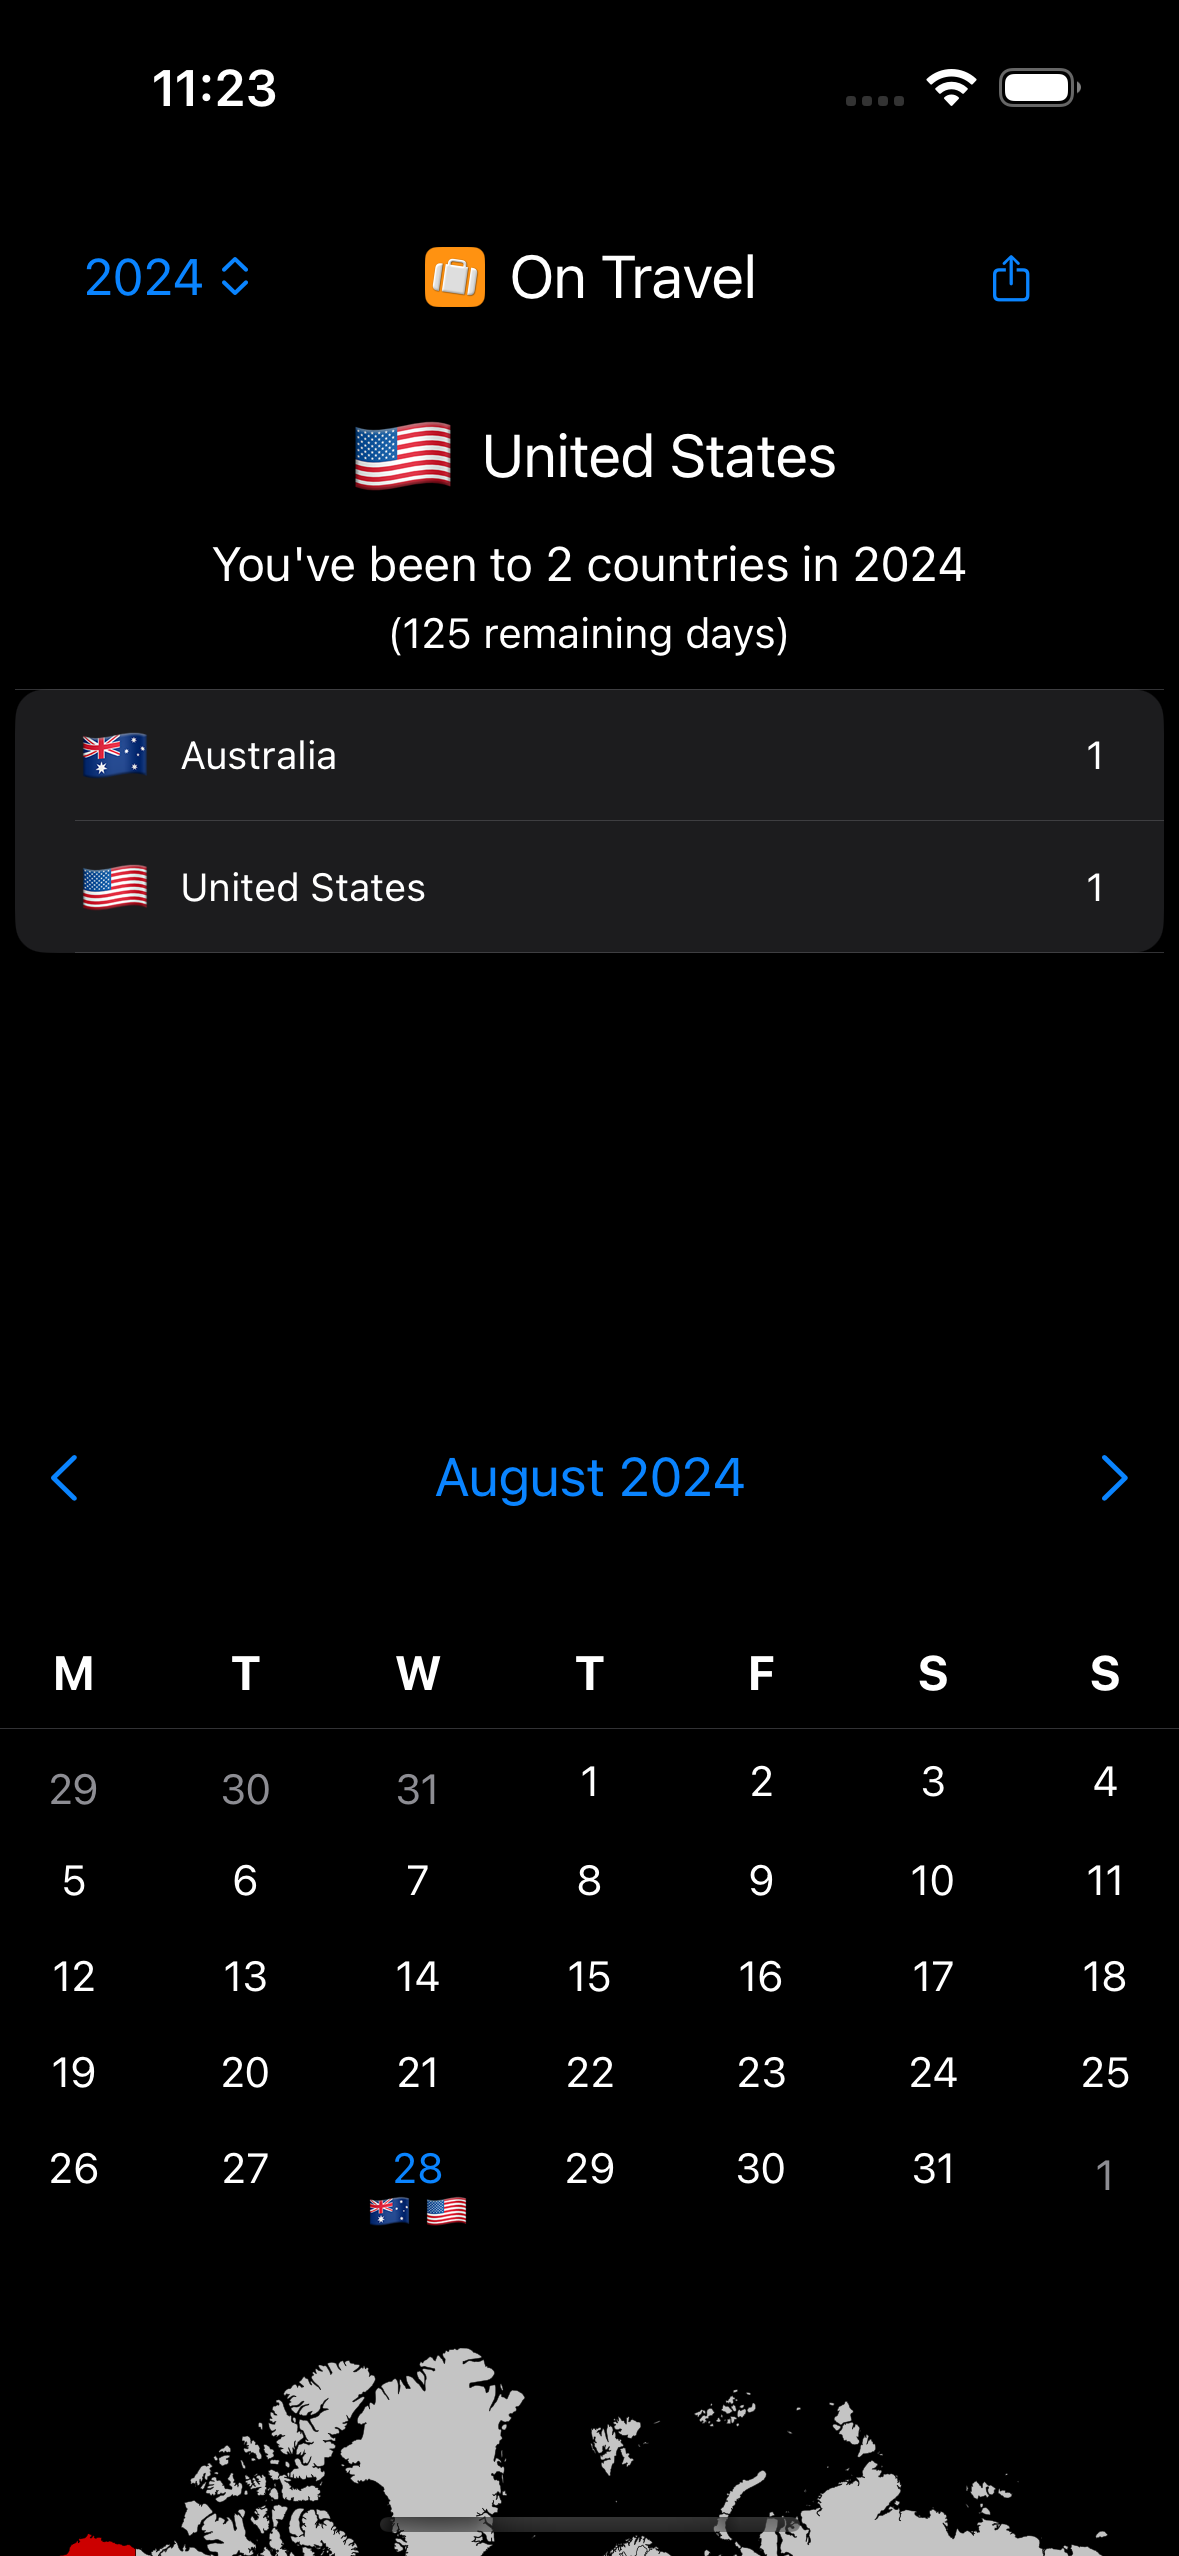 11:23
2024 On Travel
🇺🇸 United States
You've been to 2 countries in 2024
(125 remaining days)
🇦🇺 Australia 1
🇺🇸 United States 1
August 2024
M T W T F S S
29 30 31 1 2 3 4
5 6 7 8 9 10 11
12 13 14 15 16 17 18
19 20 21 22 23 24 25
26 27 28 29 30 31 1
🇦🇺 🇺🇸